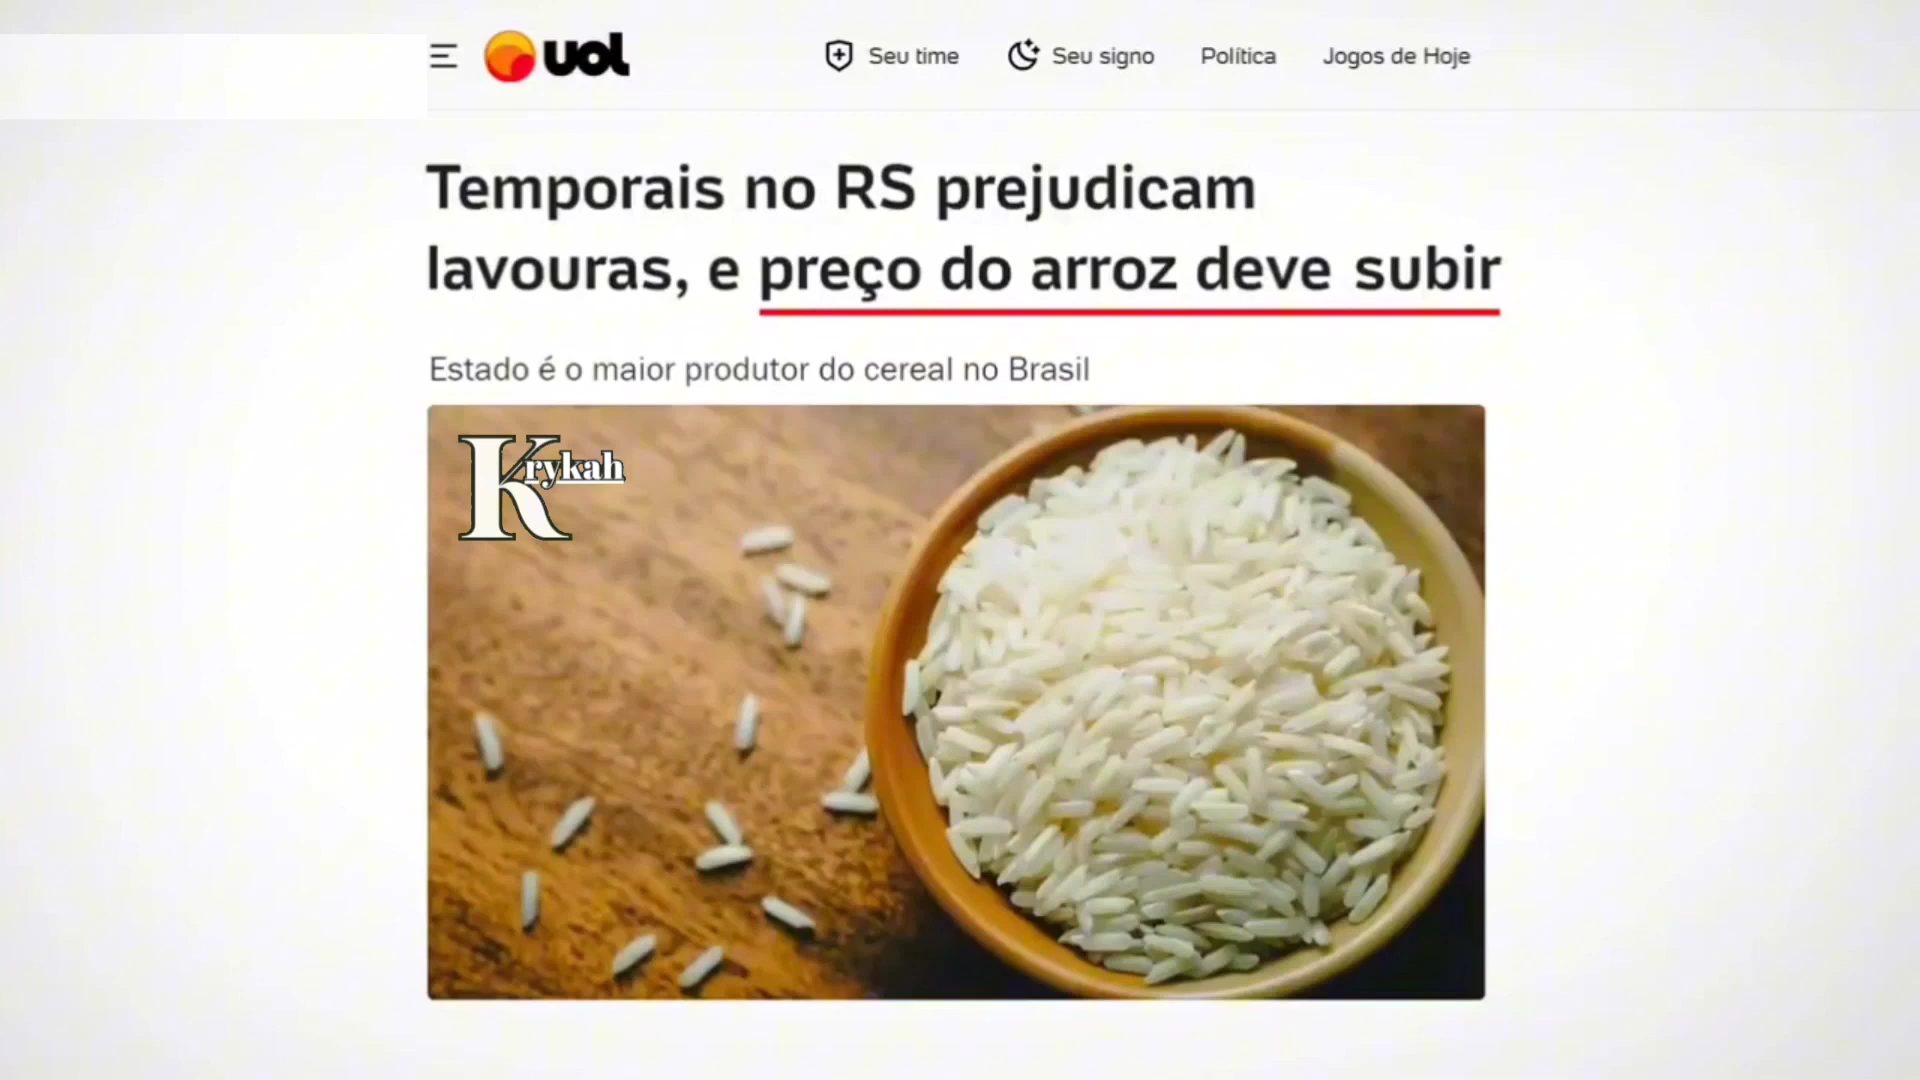 uol
Seu time
Seu signo
Política
Jogos de Hoje
Temporais no RS prejudicam
lavouras, e preço do arroz deve subir
Estado é o maior produtor do cereal no Brasil
Krykah